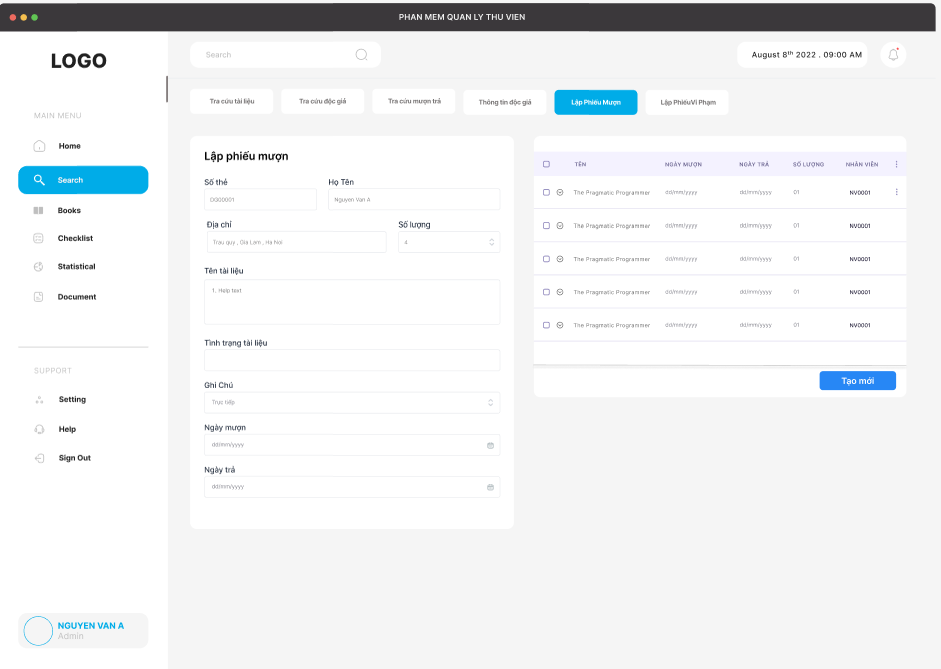 PHAN MEM QUAN LY THU VIEN
LOGO
Search
August 8th 2022 . 09:00 AM
MAIN MENU
Home
Search
Books
Checklist
Statistical
Document
SUPPORT
Setting
Help
Sign Out
NGUYEN VAN A
Admin
Tra cứu tài liệu
Tra cứu độc giả
Tra cứu mượn trả
Thông tin độc giả
Lập Phiếu Mượn
Lập PhiếuVi Phạm
Lập phiếu mượn
Số thẻ
Họ Tên
OG00001
Nguyen Van A
Địa chỉ
Số lượng
Trau quy , Gia Lam , Ha Noi
4
Tên tài liệu
1. Help text
Tình trạng tài liệu
Ghi Chú
Truc tiếp
Ngày mượn
dd/mm/yyyy
Ngày trả
dd/mm/yyyy
TÊN NGÀY MƯỢN NGÀY TRẢ SỐ LƯỢNG NHÂN VIÊN
The Pragmatic Programmer dd/mm/yyyy dd/mm/yyyy 01 NV0001
The Pragmatic Programmer dd/mm/yyyy dd/mm/yyyy 01 NV0001
The Pragmatic Programmer dd/mm/yyyy dd/mm/yyyy 01 NV0001
The Pragmatic Programmer dd/mm/yyyy dd/mm/yyyy 01 NV0001
The Pragmatic Programmer dd/mm/yyyy dd/mm/yyyy 01 NV0001
Tạo mới